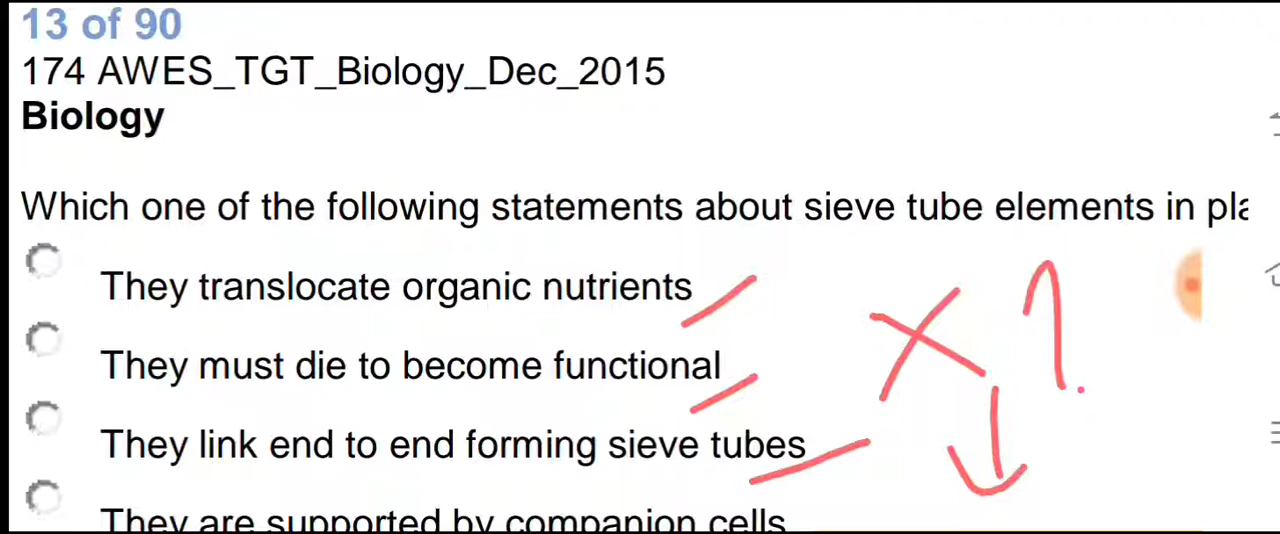 13 of 90
174 AWES_TGT_Biology_Dec_2015
Biology
Which one of the following statements about sieve tube elements in
They translocate organic nutrients
They must die to become functional
They link end to end forming sieve tubes
They are supported by companion cells